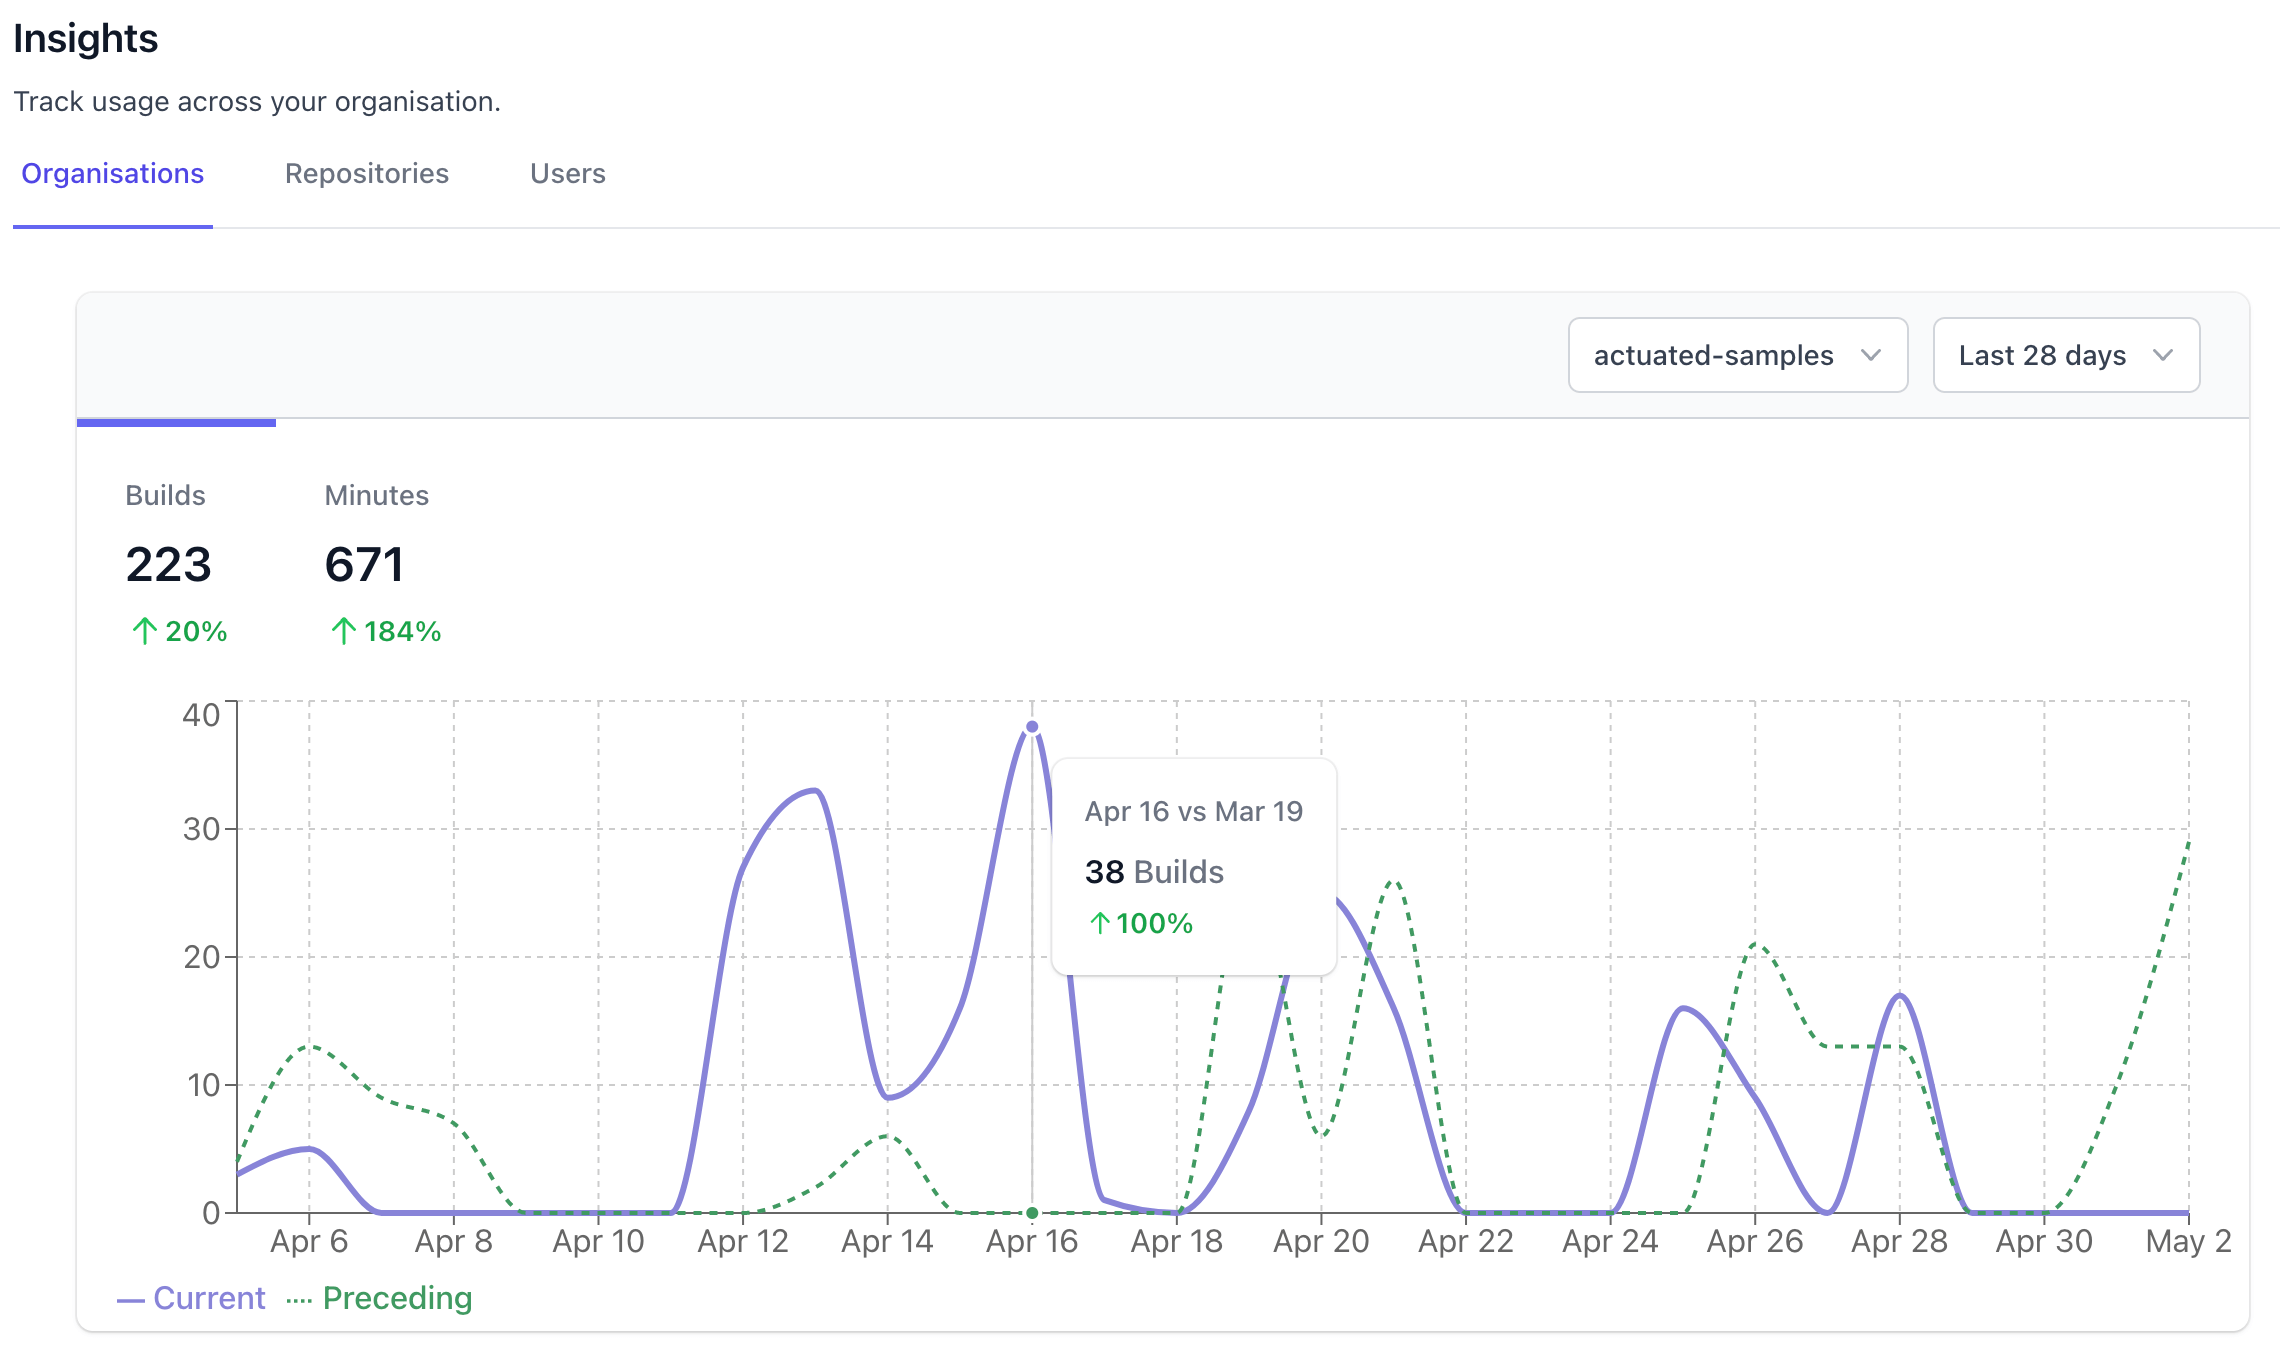 Insights
Track usage across your organisation.
Organisations Repositories Users
actuated-samples Last 28 days
Builds Minutes
223 671
↑ 20% ↑ 184%
40
30
20
10
0
Apr 16 vs Mar 19
38 Builds
↑ 100%
Apr 6 Apr 8 Apr 10 Apr 12 Apr 14 Apr 16 Apr 18 Apr 20 Apr 22 Apr 24 Apr 26 Apr 28 Apr 30 May 2
Current Preceding